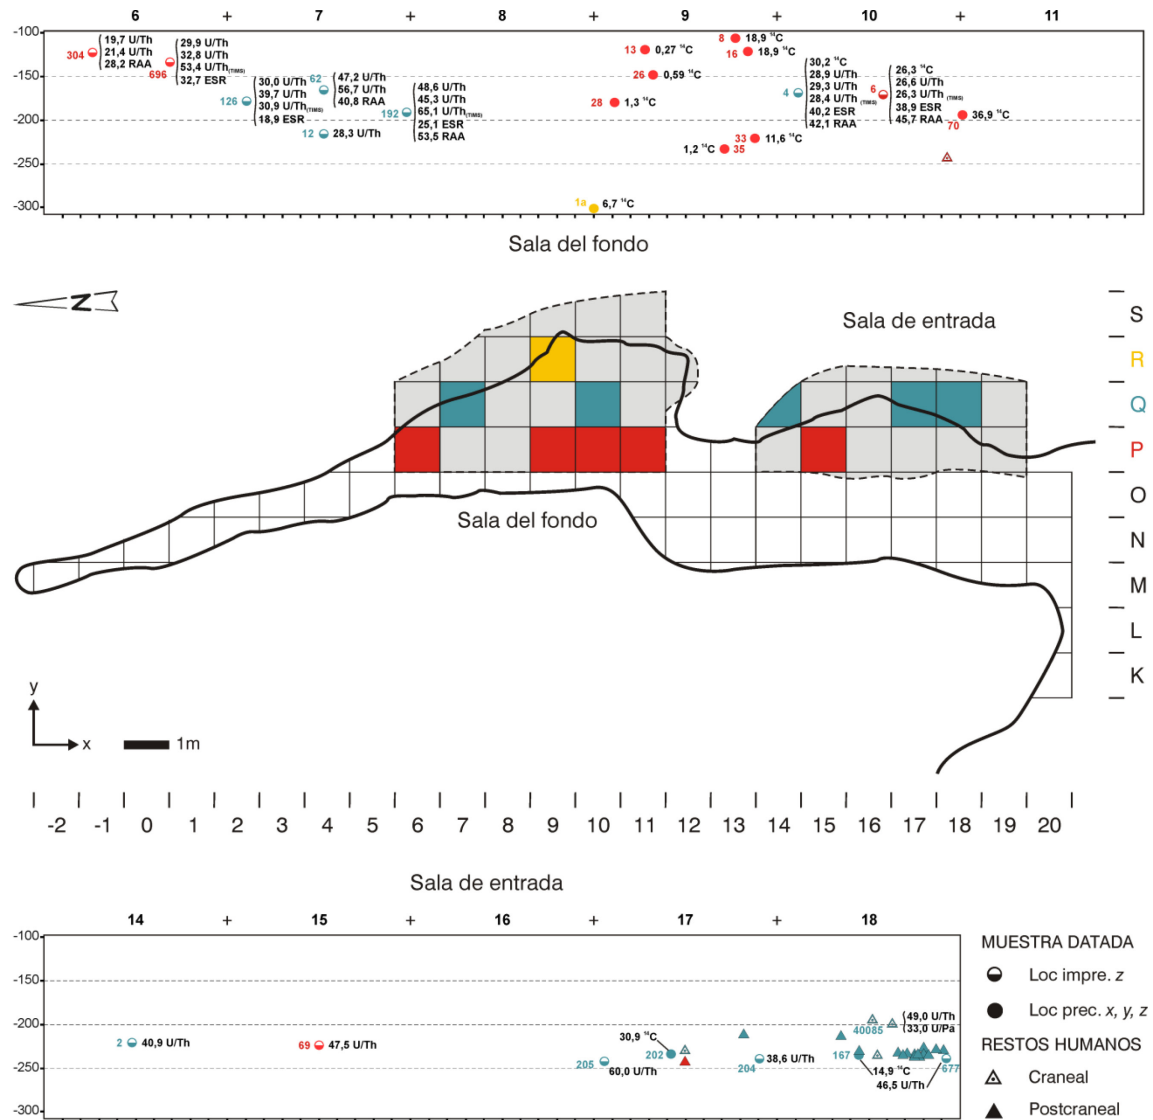 6 + 7 + 8 + 9 + 10 + 11
-100
-150
-200
-250
-300
304
19,7 U/Th
21,4 U/Th
28,2 RAA
696
29,9 U/Th
32,8 U/Th
53,4 U/Th(TIMS)
32,7 ESR
126
30,0 U/Th
39,7 U/Th
30,9 U/Th(TIMS)
18,9 ESR
62
47,2 U/Th
56,7 U/Th
40,8 RAA
12 28,3 U/Th
192
48,6 U/Th
45,3 U/Th
65,1 U/Th(TIMS)
25,1 ESR
53,5 RAA
13 0,27 ¹⁴C
26 0,59 ¹⁴C
28 1,3 ¹⁴C
8 18,9 ¹⁴C
16 18,9 ¹⁴C
33 11,6 ¹⁴C
1,2 ¹⁴C 35
1a 6,7 ¹⁴C
4
30,2 ¹⁴C
28,9 U/Th
29,3 U/Th
28,4 U/Th(TIMS)
40,2 ESR
42,1 RAA
6
26,3 ¹⁴C
26,6 U/Th
26,3 U/Th(TIMS)
38,9 ESR
45,7 RAA
70 36,9 ¹⁴C
Sala del fondo
N
Sala de entrada
Sala del fondo
S
R
Q
P
O
N
M
L
K
y
x
1m
-2 -1 0 1 2 3 4 5 6 7 8 9 10 11 12 13 14 15 16 17 18 20
Sala de entrada
14 + 15 + 16 + 17 + 18
-100
-150
-200
-250
-300
2 40,9 U/Th
69 47,5 U/Th
205 60,0 U/Th
30,9 ¹⁴C
202
204 38,6 U/Th
40085
49,0 U/Th
33,0 U/Pa
167
14,9 ¹⁴C
46,5 U/Th
677
MUESTRA DATADA
Loc impre. z
Loc prec. x, y, z
RESTOS HUMANOS
Craneal
Postcraneal